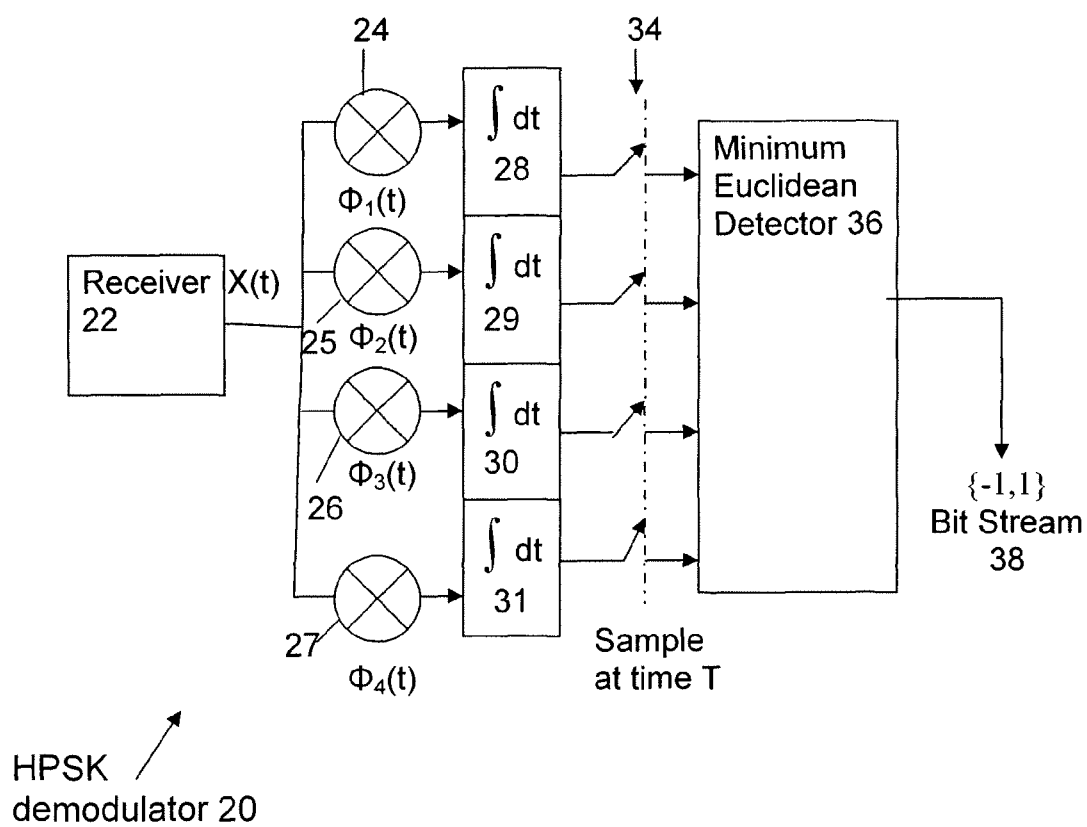 24
34
∫ dt
28
Φ₁(t)
Minimum
Euclidean
Detector 36
Receiver
22
X(t)
∫ dt
29
25
Φ₂(t)
∫ dt
30
26
Φ₃(t)
{-1,1}
Bit Stream
38
∫ dt
31
27
Φ₄(t)
Sample
at time T
HPSK
demodulator 20